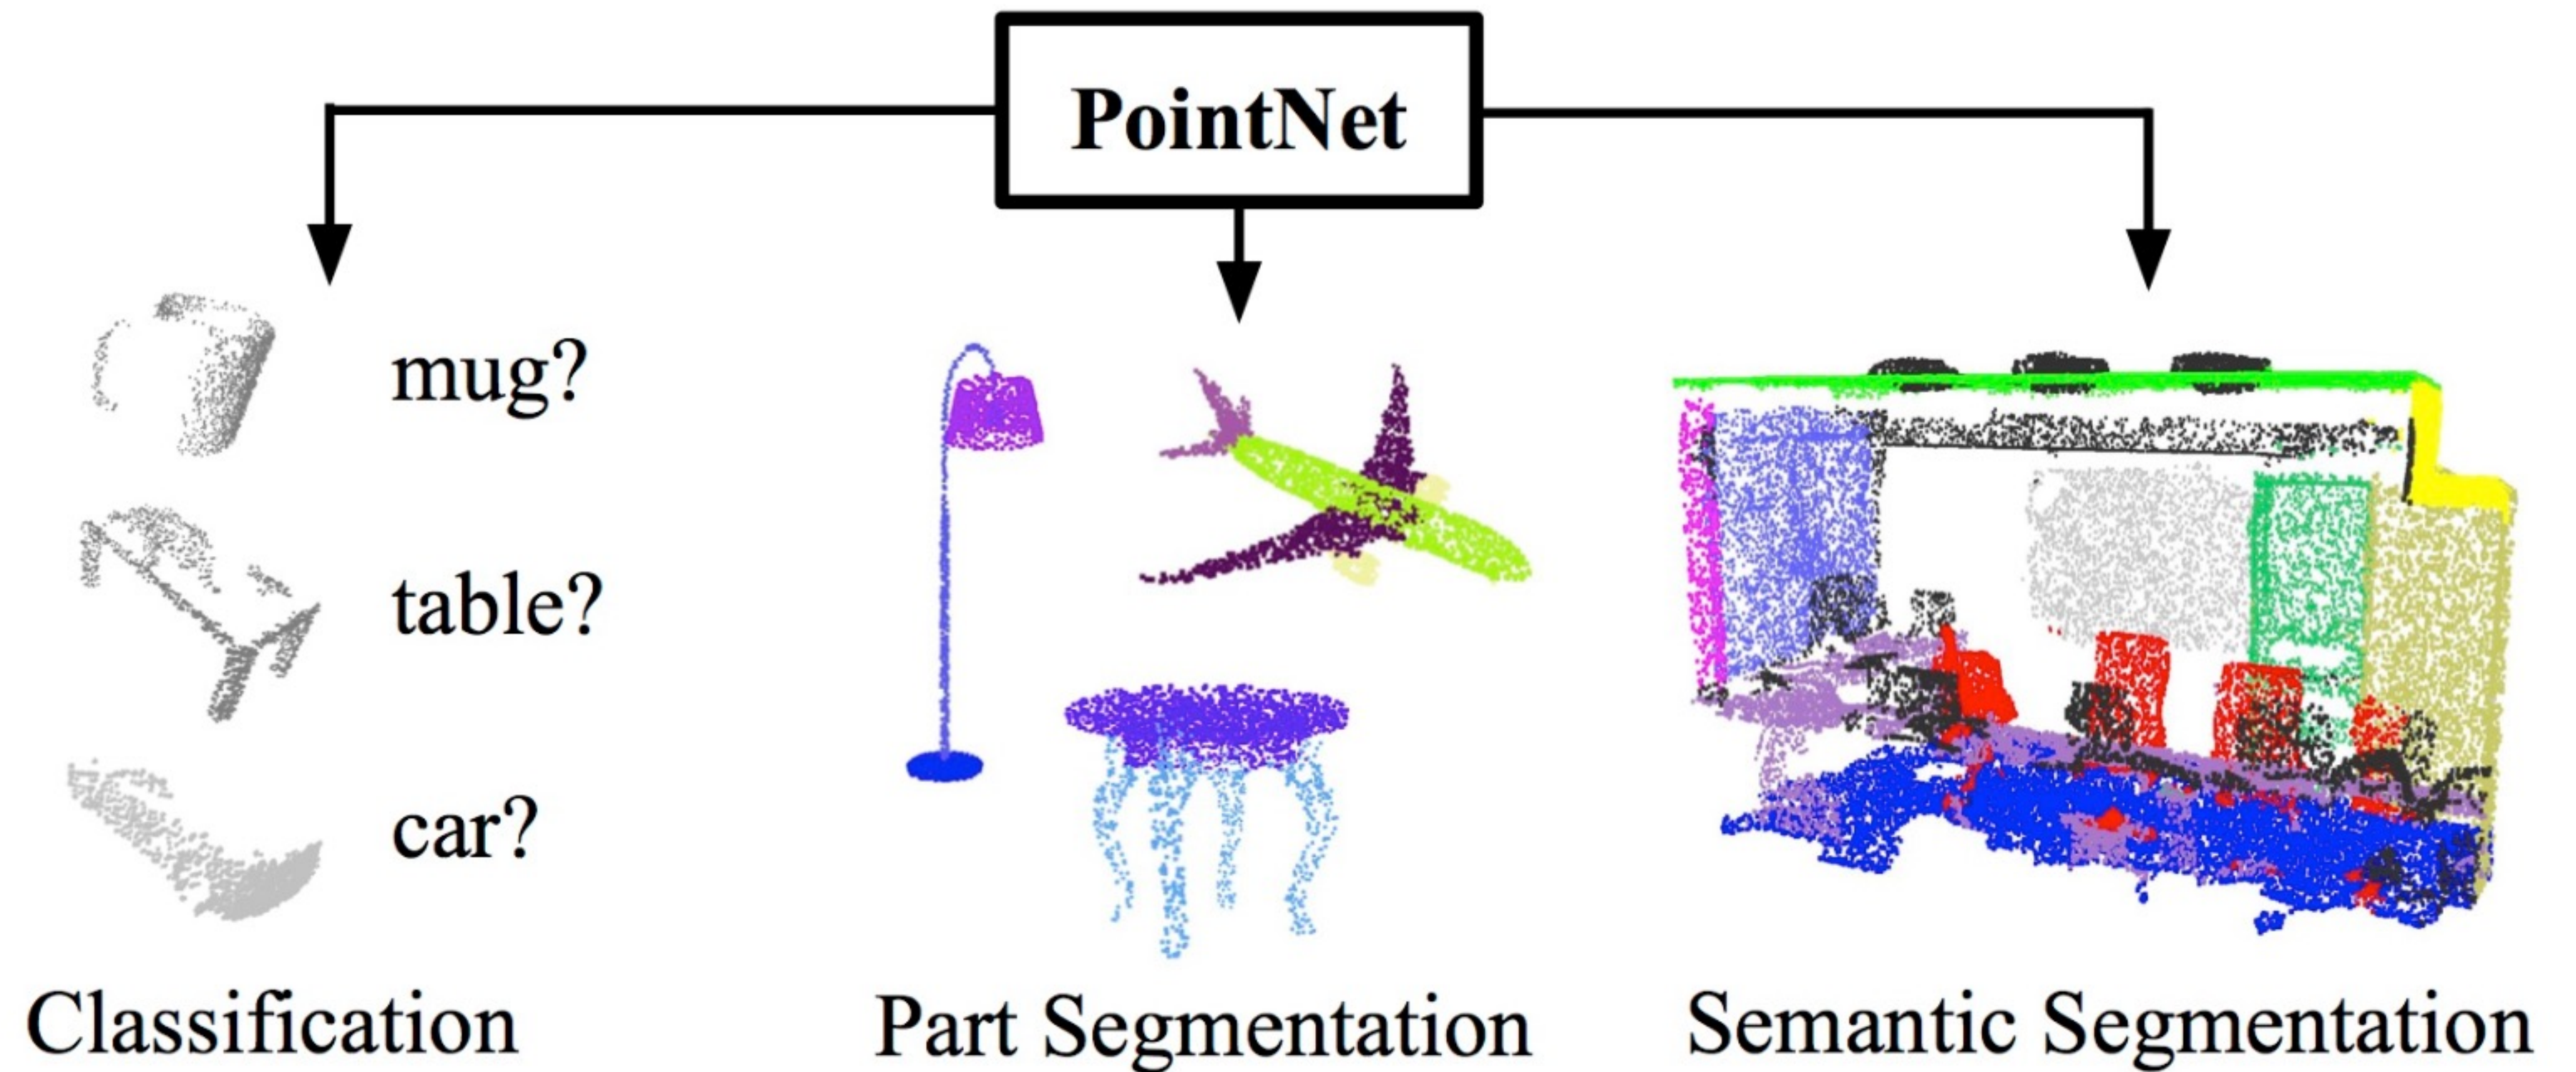 PointNet
mug?
table?
car?
Classification
Part Segmentation
Semantic Segmentation